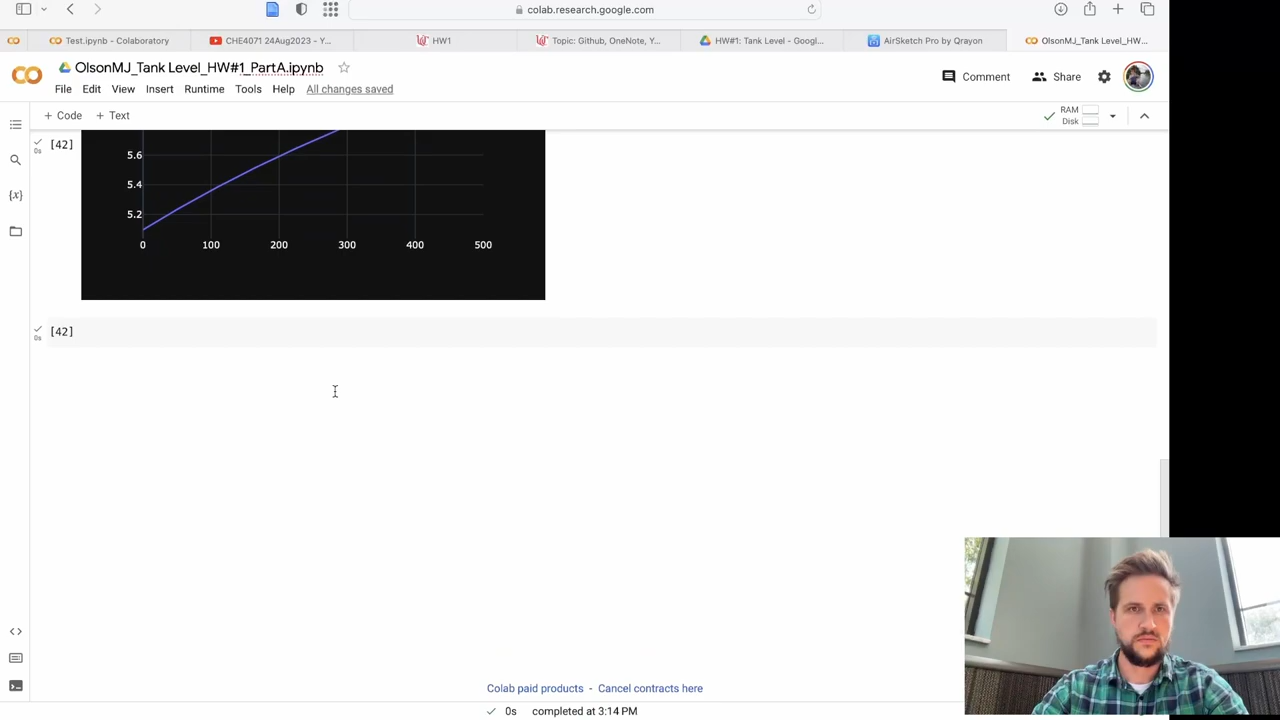 colab.research.google.com
Test.ipynb - Colaboratory
CHE4071 24Aug2023 - Y...
HW1
Topic: Github, OneNote, Y...
HW#1: Tank Level - Googl...
AirSketch Pro by Qrayon
OlsonMJ_Tank Level_HW...
OlsonMJ_Tank Level_HW#1_PartA.ipynb
Comment
Share
File Edit View Insert Runtime Tools Help All changes saved
+ Code + Text
RAM
Disk
[42]
0s
5.6
5.4
5.2
0 100 200 300 400 500
[42]
0s
{x}
Colab paid products - Cancel contracts here
0s completed at 3:14 PM